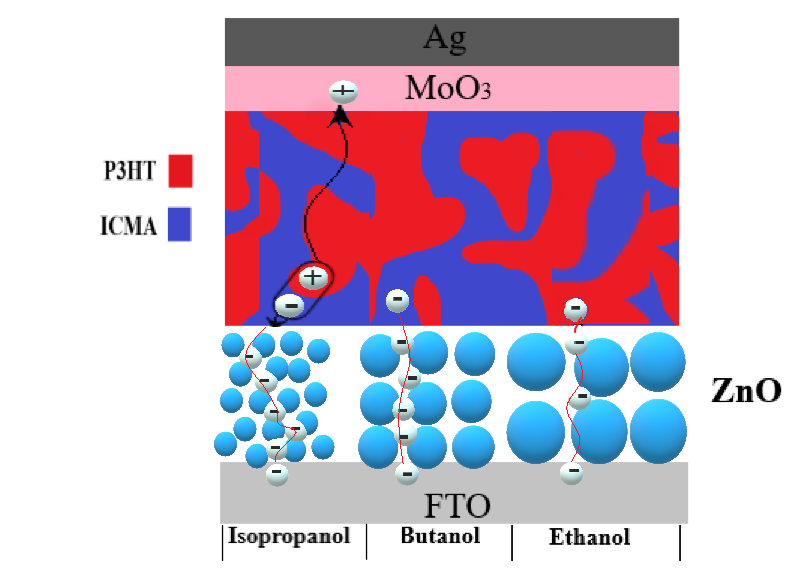 Ag
MoO3
P3HT
ICMA
ZnO
FTO
Isopropanol
Butanol
Ethanol